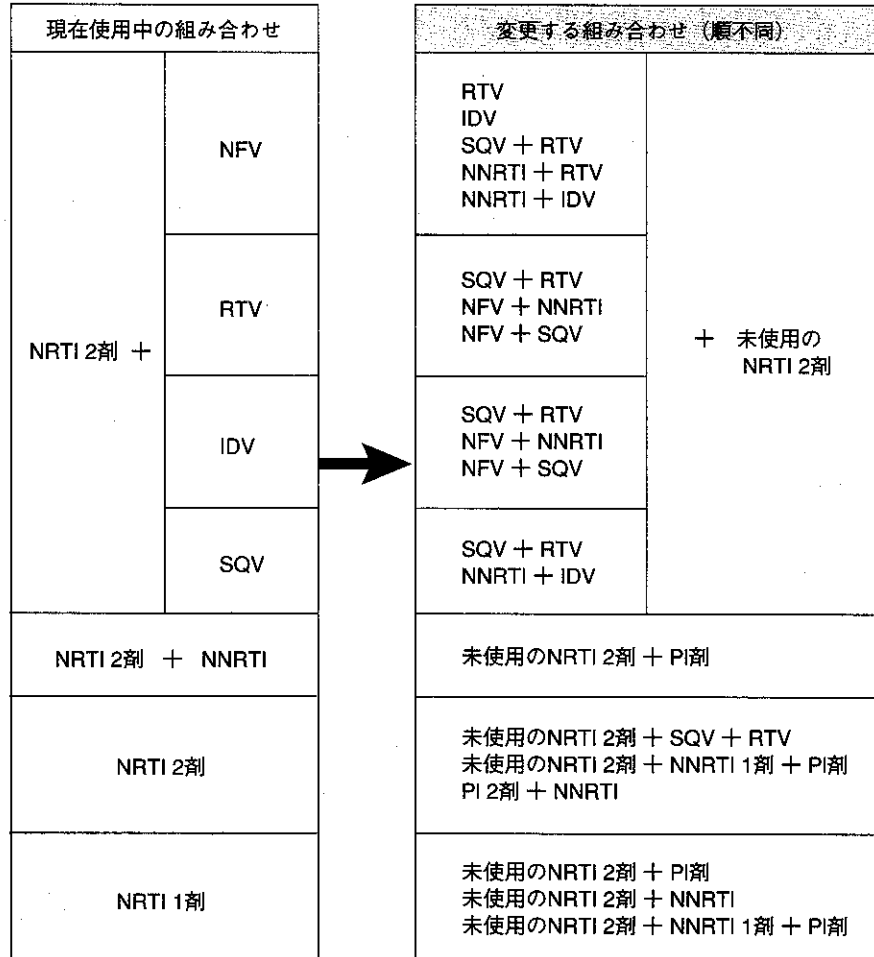 現在使用中の組み合わせ
変更する組み合わせ（順不同）
NRTI 2剤 ＋
NFV
RTV
IDV
SQV ＋ RTV
NNRTI ＋ RTV
NNRTI ＋ IDV
RTV
SQV ＋ RTV
NFV ＋ NNRTI
NFV ＋ SQV
IDV
SQV ＋ RTV
NFV ＋ NNRTI
NFV ＋ SQV
SQV
SQV ＋ RTV
NNRTI ＋ IDV
＋ 未使用の
NRTI 2剤
NRTI 2剤 ＋ NNRTI
未使用のNRTI 2剤 ＋ PI剤
NRTI 2剤
未使用のNRTI 2剤 ＋ SQV ＋ RTV
未使用のNRTI 2剤 ＋ NNRTI 1剤 ＋ PI剤
PI 2剤 ＋ NNRTI
NRTI 1剤
未使用のNRTI 2剤 ＋ PI剤
未使用のNRTI 2剤 ＋ NNRTI
未使用のNRTI 2剤 ＋ NNRTI 1剤 ＋ PI剤